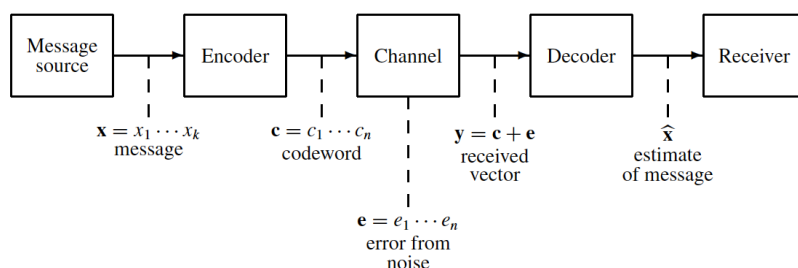 Message
source
Encoder
Channel
Decoder
Receiver
x = x₁ ⋯ xₖ
message
c = c₁ ⋯ cₙ
codeword
y = c + e
received
vector
x̂
estimate
of message
e = e₁ ⋯ eₙ
error from
noise